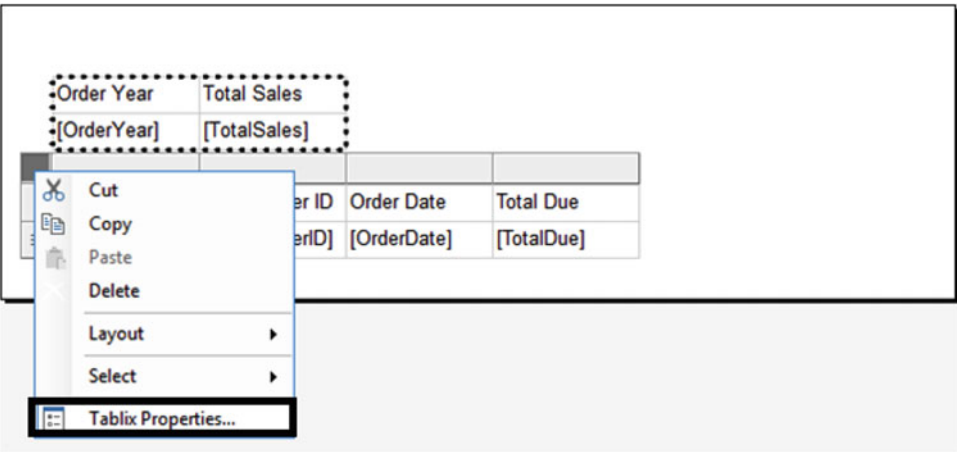 Order Year Total Sales
[OrderYear] [TotalSales]
er ID Order Date Total Due
erID] [OrderDate] [TotalDue]
Cut
Copy
Paste
Delete
Layout
Select
Tablix Properties...